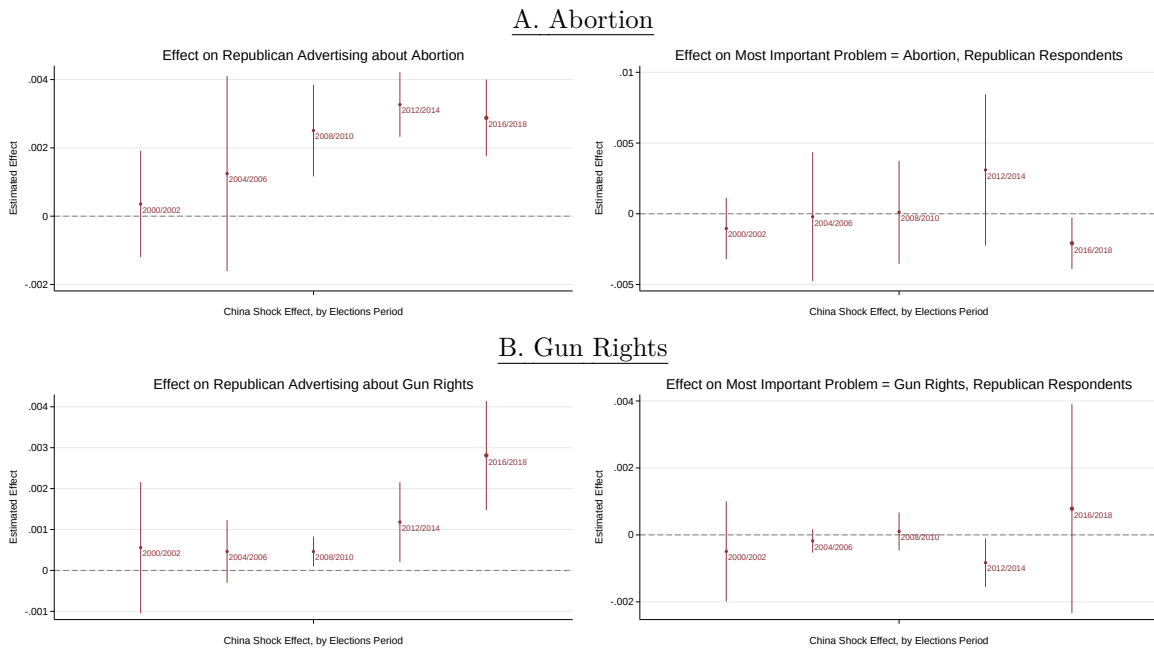 A. Abortion
Effect on Republican Advertising about Abortion
.004
.002
0
-.002
Estimated Effect
2000/2002
2004/2006
2008/2010
2012/2014
2016/2018
China Shock Effect, by Elections Period
Effect on Most Important Problem = Abortion, Republican Respondents
.01
.005
0
-.005
Estimated Effect
2000/2002
2004/2006
2008/2010
2012/2014
2016/2018
China Shock Effect, by Elections Period
B. Gun Rights
Effect on Republican Advertising about Gun Rights
.004
.003
.002
.001
0
-.001
Estimated Effect
2000/2002
2004/2006
2008/2010
2012/2014
2016/2018
China Shock Effect, by Elections Period
Effect on Most Important Problem = Gun Rights, Republican Respondents
.004
.002
0
-.002
Estimated Effect
2000/2002
2004/2006
2008/2010
2012/2014
2016/2018
China Shock Effect, by Elections Period